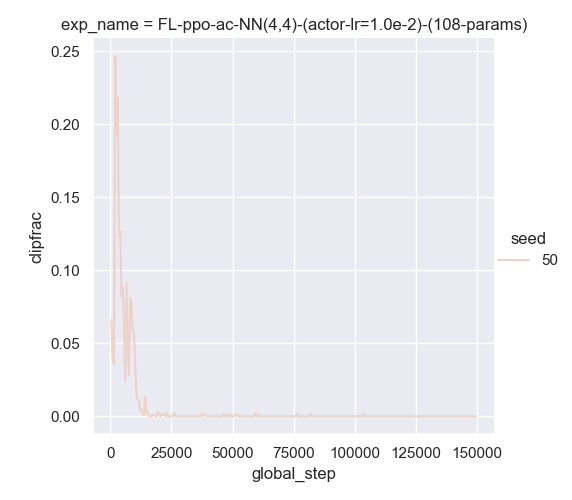 exp_name = FL-ppo-ac-NN(4,4)-(actor-lr=1.0e-2)-(108-params)
0.25
0.20
0.15
0.10
0.05
0.00
clipfrac
0 25000 50000 75000 100000 125000 150000
global_step
seed
50